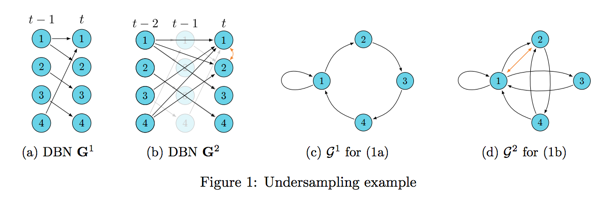 t − 1 t
1 1
2 2
3 3
4 4
(a) DBN G¹
t − 2 t − 1 t
1 1 1
2 2
3 3
4 4 4
(b) DBN G²
2
1 3
4
(c) 𝒢¹ for (1a)
2
1 3
4
(d) 𝒢² for (1b)
Figure 1: Undersampling example